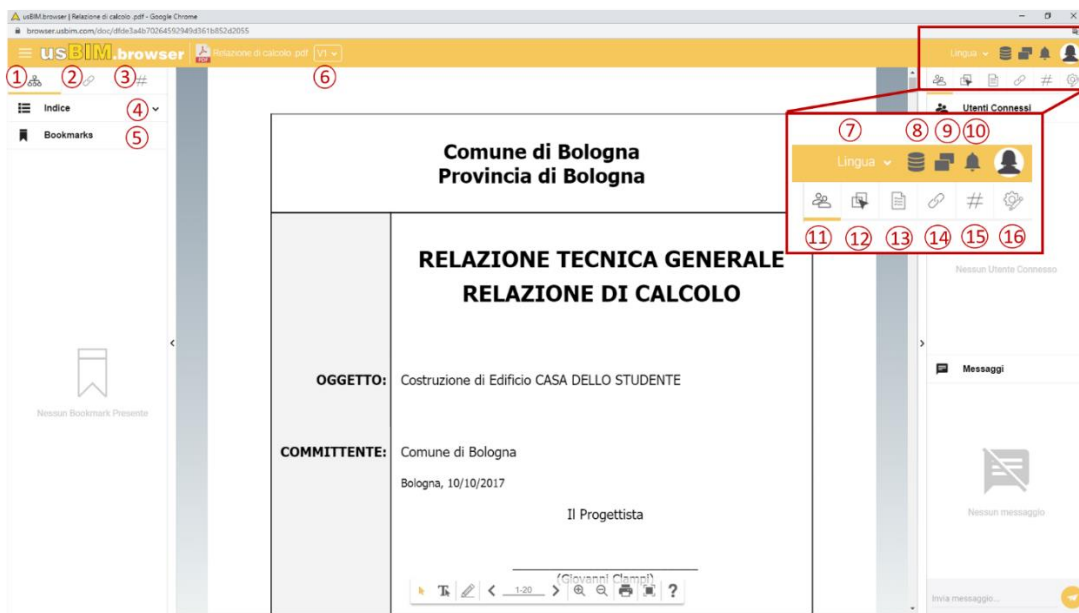 usBIM.browser | Relazione di calcolo .pdf - Google Chrome
browser.usbim.com/doc/dfde3a4b70264592949d361b852d2055
usBIM.browser PDF Relazione di calcolo .pdf V1 Lingua
1 2 3 # 6 #
Indice 4 Utenti Connessi
Bookmarks 5
7 8 9 10
Lingua
#
11 12 13 14 15 16
Comune di Bologna
Provincia di Bologna
RELAZIONE TECNICA GENERALE
RELAZIONE DI CALCOLO
Nessun Utente Connesso
OGGETTO: Costruzione di Edificio CASA DELLO STUDENTE
Messaggi
Nessun Bookmark Presente
COMMITTENTE: Comune di Bologna
Bologna, 10/10/2017
Il Progettista
Nessun messaggio
(Giovanni Ciampi)
1-20 ?
Invia messaggio...